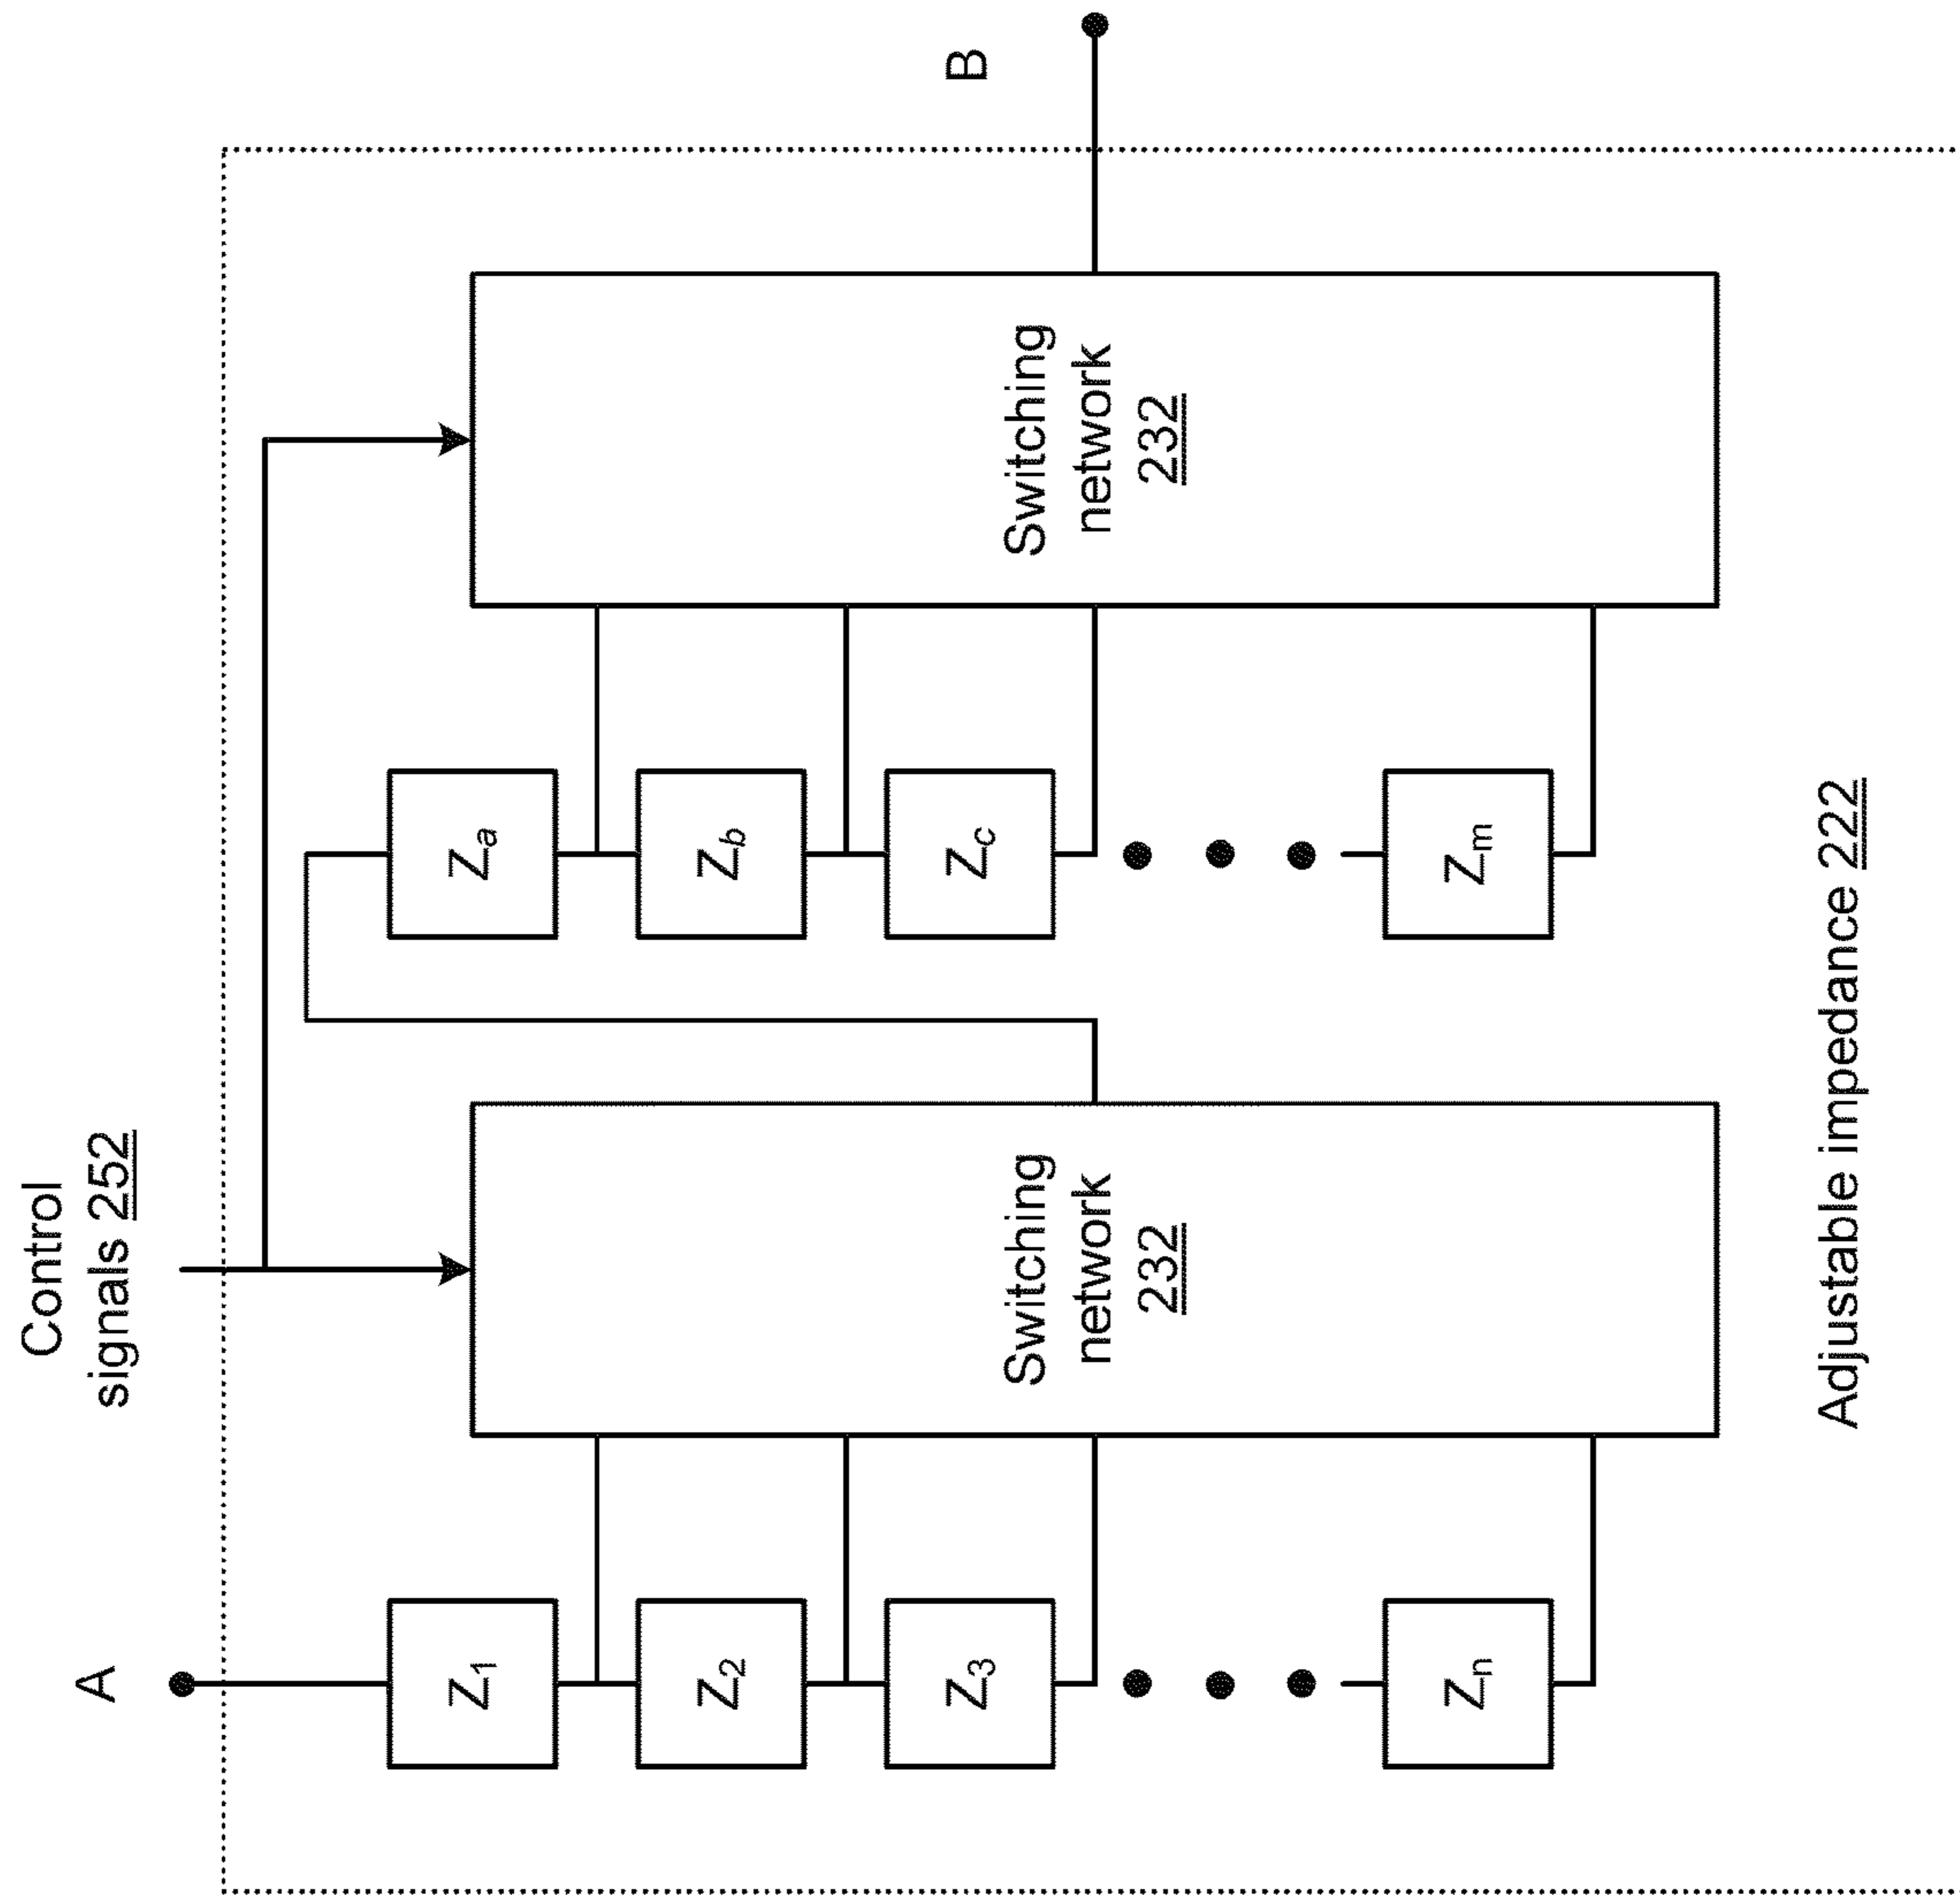 A
Control
signals 252
B
Z1
Z2
Z3
Zn
Switching
network
232
Za
Zb
Zc
Zm
Switching
network
232
Adjustable impedance 222